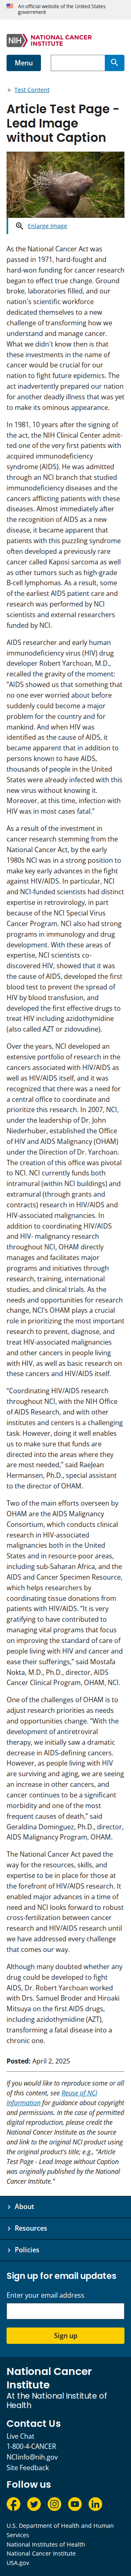 An official website of the United States
government
NIH NATIONAL CANCER
INSTITUTE
Menu
← Test Content
Article Test Page -
Lead Image
without Caption
Enlarge Image
As the National Cancer Act was
passed in 1971, hard-fought and
hard-won funding for cancer research
began to effect change. Ground
broke, laboratories filled, and our
nation's scientific workforce
dedicated themselves to a new
challenge of transforming how we
understand and manage cancer.
What we didn't know then is that
these investments in the name of
cancer would be crucial for our
nation to fight future epidemics. The
Act inadvertently prepared our nation
for another deadly illness that was yet
to make its ominous appearance.
In 1981, 10 years after the signing of
the act, the NIH Clinical Center admit-
ted one of the very first patients with
acquired immunodeficiency
syndrome (AIDS). He was admitted
through an NCI branch that studied
the immune deficiencies and the
cancers afflicting patients with these
illnesses. Almost immediately after
the recognition of AIDS as a new
disease, it became apparent that
patients with this puzzling syndrome
often developed a previously rare
cancer called Kaposi sarcoma as well
as other tumors such as high-grade
B-cell lymphomas. As a result, some
of the earliest AIDS patient care and
research was performed by NCI
scientists and external researchers
funded by NCI.
AIDS researcher and early human
immunodeficiency virus (HIV) drug
developer Robert Yarchoan, M.D.,
recalled the gravity of the moment:
"AIDS showed us that something that
no one ever worried about before
suddenly could become a major
problem for the country and for
mankind. And when HIV was
identified as the cause of AIDS, it
became apparent that in addition to
those who were known to have AIDS,
thousands of people in the United
States were already infected with this
virus without knowing it was there.
Moreover, at this time, infection with
HIV was in most cases fatal."
As a result of the investment in
cancer research stemming from the
National Cancer Act, by the early
1980s NCI was in a strong position to
make key early advances in the fight
against HIV/AIDS. In particular, NCI
and NCI-funded scientists had distinct
expertise in retrovirology, in part
because of the NCI Special Virus
Cancer Program. NCI also had strong
programs in immunology and drug
development. With these areas of
expertise, NCI scientists co-
discovered HIV, showed that it was
the cause of AIDS, developed the first
blood test to prevent the spread of
HIV by blood transfusion, and
developed the first effective drugs to
treat HIV including azidothymidine
(also called AZT or zidovudine).
Over the years, NCI developed an
extensive portfolio of research in the
cancers associated with HIV/AIDS as
well as HIV/AIDS itself, and it was
recognized that there was a need for
central office to coordinate and
prioritize this research. In 2007, NCI,
under the leadership of Dr. John
Niederhuber, established the Office
of HIV and AIDS Malignancy (OHAM)
under the Direction of Dr. Yarchoan.
The creation of this office was pivotal
to NCI. NCI currently funds both
intramural (within NCI buildings) and
extramural (through grants and
contracts) research in HIV/AIDS and
HIV-associated malignancies. In
addition to coordinating HIV/AIDS
and HIV- malignancy research
throughout NCI, OHAM directly
manages and facilitates major
programs and initiatives through
research, training, international
studies, and clinical trials. As the
needs and opportunities for research
change, NCI's OHAM plays a crucial
role in prioritizing the most important
research to prevent, diagnose, and
treat HIV-associated malignancies
and other cancers in people living
with HIV, as well as basic research on
these cancers and HIV/AIDS itself.
"Coordinating HIV/AIDS research
throughout NCI, with the NIH Office
of AIDS Research, and with other
institutes and centers is a challenging
task. However, doing it well enables
us to make sure that funds are
directed into the areas where they
are most needed," said RaeJean
Hermansen, Ph.D., special assistant
to the director of OHAM.
Two of the main efforts overseen by
OHAM are the AIDS Malignancy
Consortium, which conducts clinical
research in HIV-associated
malignancies both in the United
States and in resource-poor areas,
including sub-Saharan Africa, and the
AIDS and Cancer Specimen Resource,
which helps cancer researchers by
coordinating tissue donations from
patients with HIV/AIDS. "It is very
gratifying to have contributed to
managing vital programs that focus
on improving the standard of care of
people living with HIV and cancer and
ease their sufferings," said Mostafa
Nokta, M.D., Ph.D., director, AIDS
Cancer Clinical Program, OHAM, NCI.
One of the challenges of OHAM is to
adjust research priorities as needs
and opportunities change. "With the
development of antiretroviral
therapy, we initially saw a dramatic
decrease in AIDS-defining cancers.
However, as people living with HIV
are surviving and aging, we are seeing
an uptick in other cancers, and
cancer continues to be a significant
comorbidity and one of the most
frequent causes of death," said
Geraldina Dominguez, Ph.D., director,
AIDS Malignancy Program, OHAM.
The National Cancer Act paved the
way for the resources, skills, and
expertise to be in place for those at
the forefront of HIV/AIDS research. It
enabled major advances in a time of
need and NCI looks forward to robust
cross-fertilization between cancer
research and HIV/AIDS research until
we have addressed every challenge
that comes our way.
Although many doubted whether any
drug could be developed to fight
AIDS, Dr. Robert Yarchoan worked
with Drs. Samuel Broder and Hiroaki
Mitsuya on the first AIDS drugs,
including azidothymidine (AZT),
transforming a fatal disease into a
chronic one.
Posted: April 2, 2025
If you would like to reproduce some or all
of this content, see Reuse of NCI
Information for guidance about copyright
and permissions. In the case of permitted
digital reproduction, please credit the
National Cancer Institute as the source
and link to the original NCI product using
the original product's title; e.g., "Article
Test Page - Lead Image without Caption
was originally published by the National
Cancer Institute."
About
Resources
Policies
Sign up for email updates
Enter your email address
Sign up
National Cancer
Institute
at the National Institute of
Health
Contact Us
Live Chat
1-800-4-CANCER
NCIinfo@nih.gov
Site Feedback
Follow us
U.S. Department of Health and Human
Services
National Institutes of Health
National Cancer Institute
USA.gov